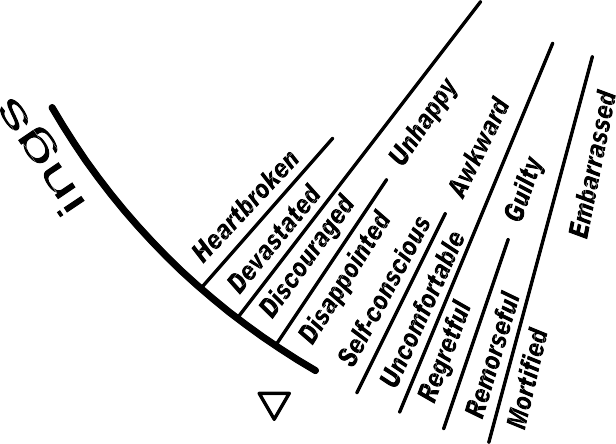 ings
Heartbroken
Devastated
Unhappy
Discouraged
Disappointed
Awkward
Self-conscious
Uncomfortable
Guilty
Regretful
Remorseful
Embarrassed
Mortified